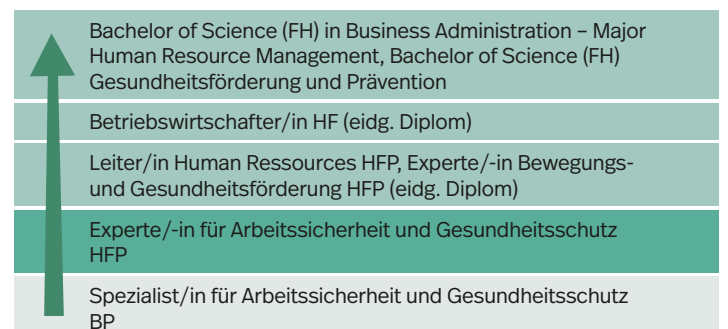 Bachelor of Science (FH) in Business Administration – Major
Human Resource Management, Bachelor of Science (FH)
Gesundheitsförderung und Prävention
Betriebswirtschafter/in HF (eidg. Diplom)
Leiter/in Human Ressources HFP, Experte/-in Bewegungs-
und Gesundheitsförderung HFP (eidg. Diplom)
Experte/-in für Arbeitssicherheit und Gesundheitsschutz
HFP
Spezialist/in für Arbeitssicherheit und Gesundheitsschutz
BP